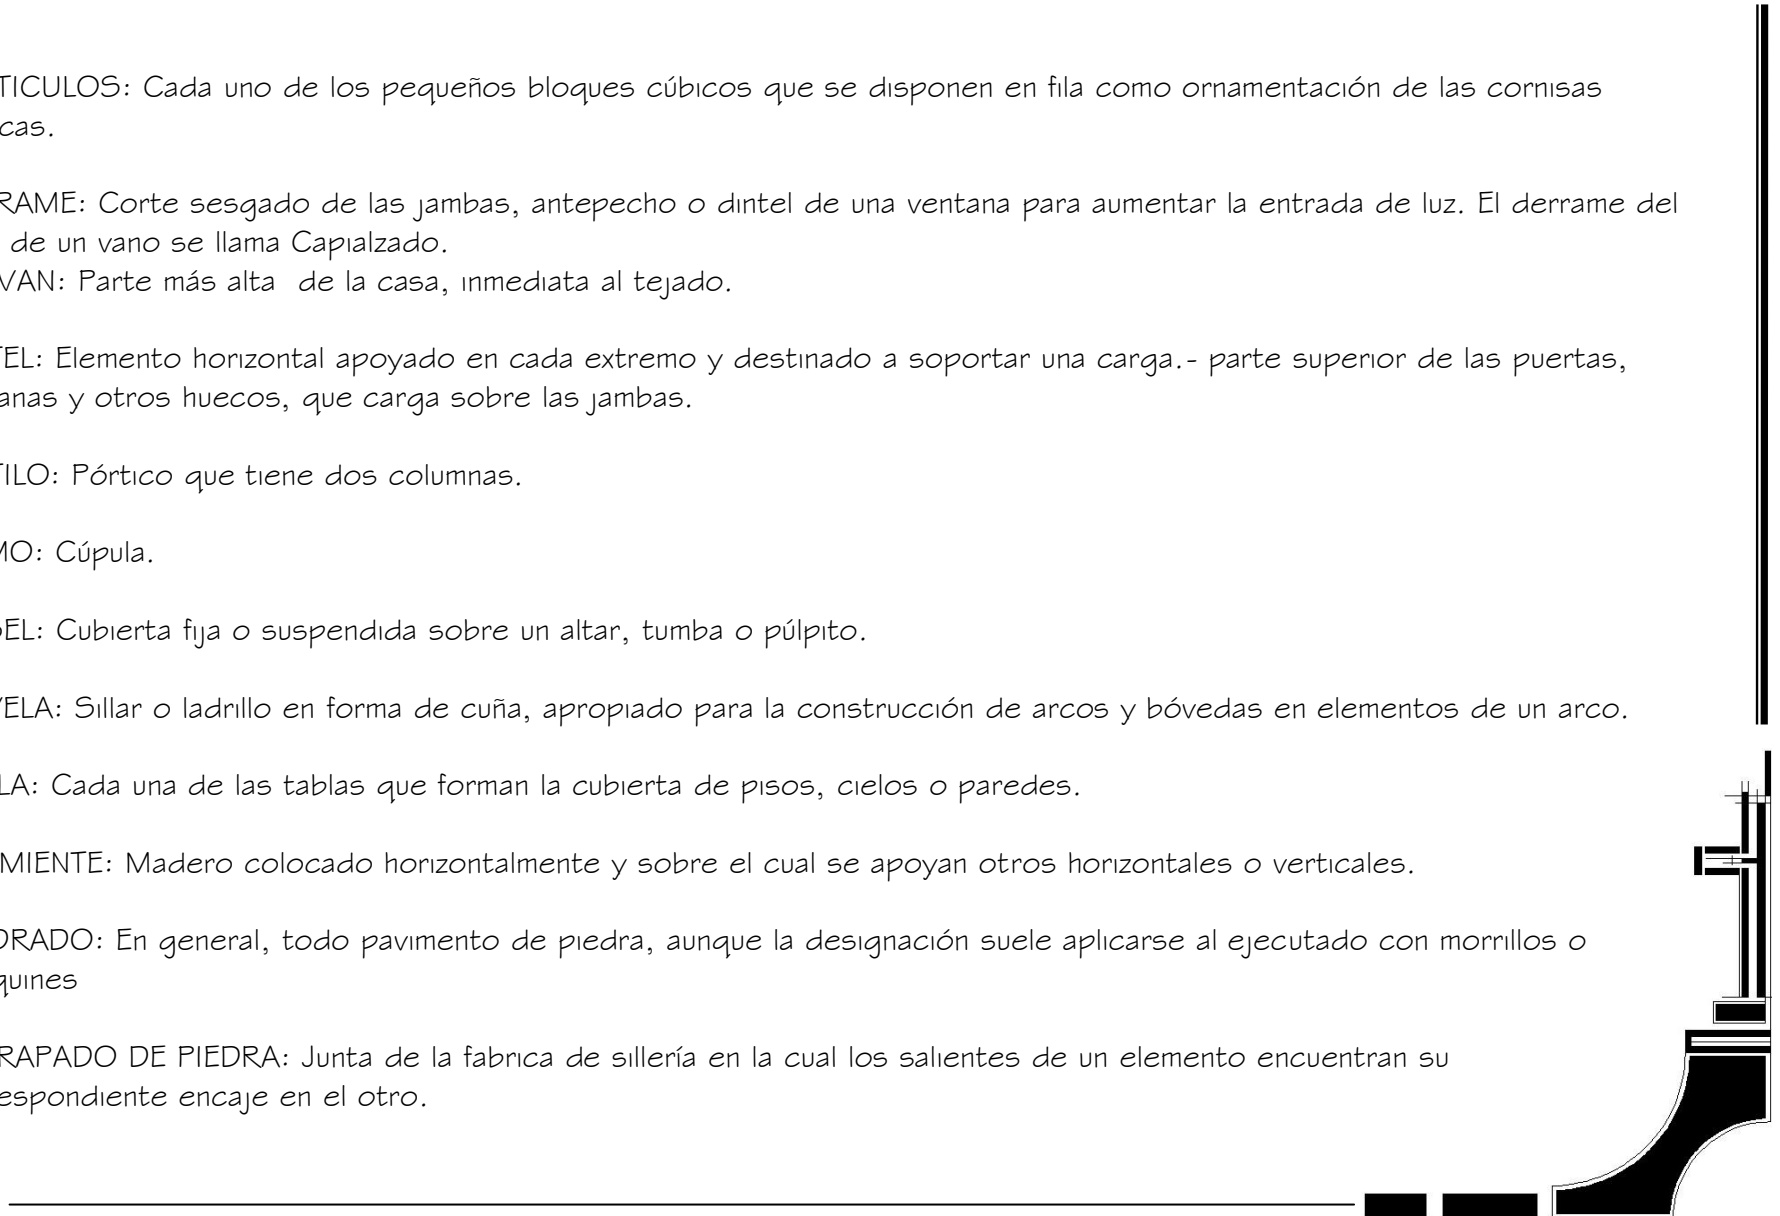 TICULOS: Cada uno de los pequeños bloques cúbicos que se disponen en fila como ornamentación de las cornisas
cas.
RAME: Corte sesgado de las jambas, antepecho o dintel de una ventana para aumentar la entrada de luz. El derrame del
de un vano se llama Capialzado.
VAN: Parte más alta de la casa, inmediata al tejado.
TEL: Elemento horizontal apoyado en cada extremo y destinado a soportar una carga.- parte superior de las puertas,
anas y otros huecos, que carga sobre las jambas.
TILO: Pórtico que tiene dos columnas.
MO: Cúpula.
SEL: Cubierta fija o suspendida sobre un altar, tumba o púlpito.
VELA: Sillar o ladrillo en forma de cuña, apropiado para la construcción de arcos y bóvedas en elementos de un arco.
LA: Cada una de las tablas que forman la cubierta de pisos, cielos o paredes.
MIENTE: Madero colocado horizontalmente y sobre el cual se apoyan otros horizontales o verticales.
DRADO: En general, todo pavimento de piedra, aunque la designación suele aplicarse al ejecutado con morrillos o
quines
RAPADO DE PIEDRA: Junta de la fabrica de sillería en la cual los salientes de un elemento encuentran su
espondiente encaje en el otro.